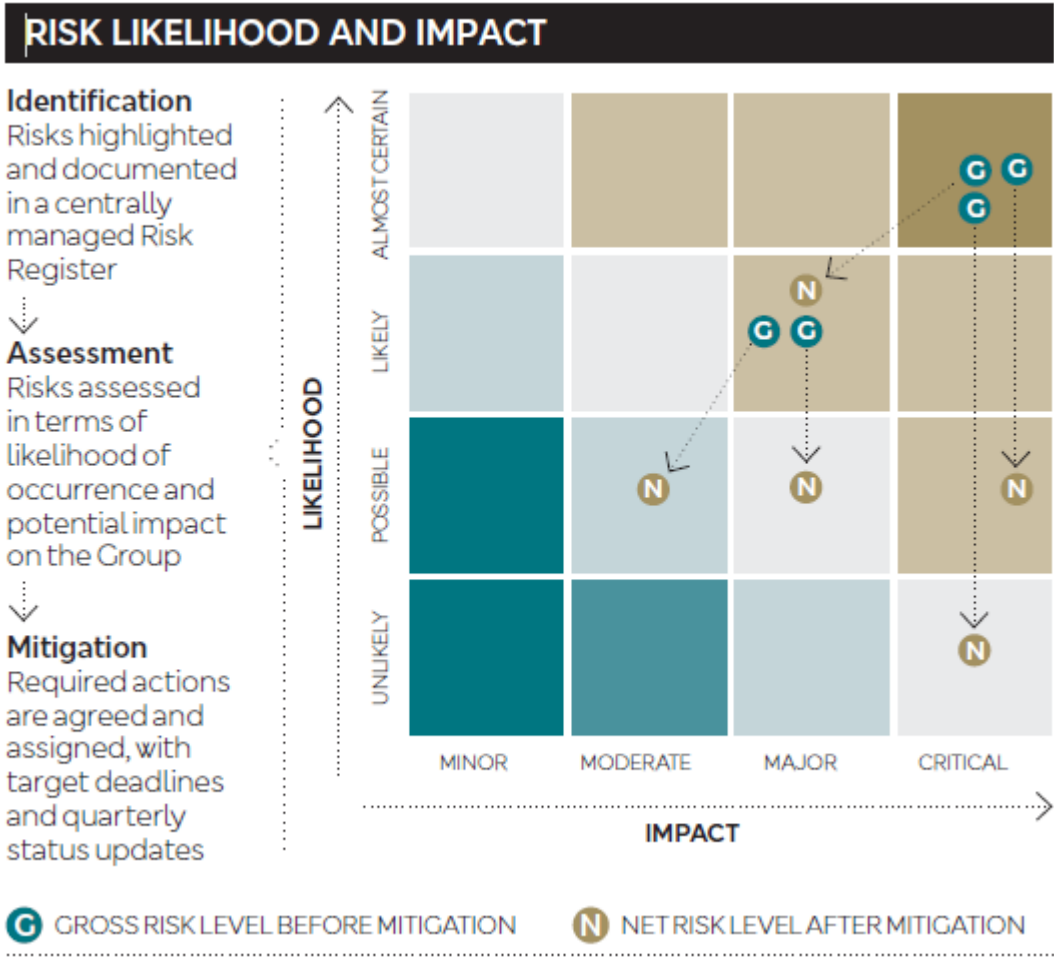 RISK LIKELIHOOD AND IMPACT
Identification
Risks highlighted
and documented
in a centrally
managed Risk
Register
Assessment
Risks assessed
in terms of
likelihood of
occurrence and
potential impact
on the Group
Mitigation
Required actions
are agreed and
assigned, with
target deadlines
and quarterly
status updates
LIKELIHOOD
ALMOST CERTAIN
G G
G
LIKELY
N
G G
POSSIBLE
N N N
UNLIKELY
N
MINOR MODERATE MAJOR CRITICAL
IMPACT
G GROSS RISK LEVEL BEFORE MITIGATION N NET RISK LEVEL AFTER MITIGATION